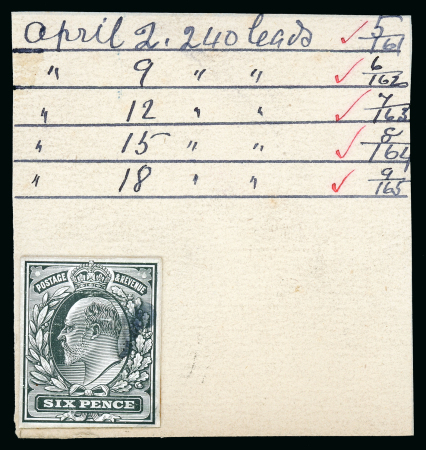 April 2. 240 leads ✓ 5/161
" 9 " " ✓ 6/162
" 12 " " ✓ 7/163
" 15 " " ✓ 8/164
" 18 " " ✓ 9/165
POSTAGE & REVENUE
SIX PENCE